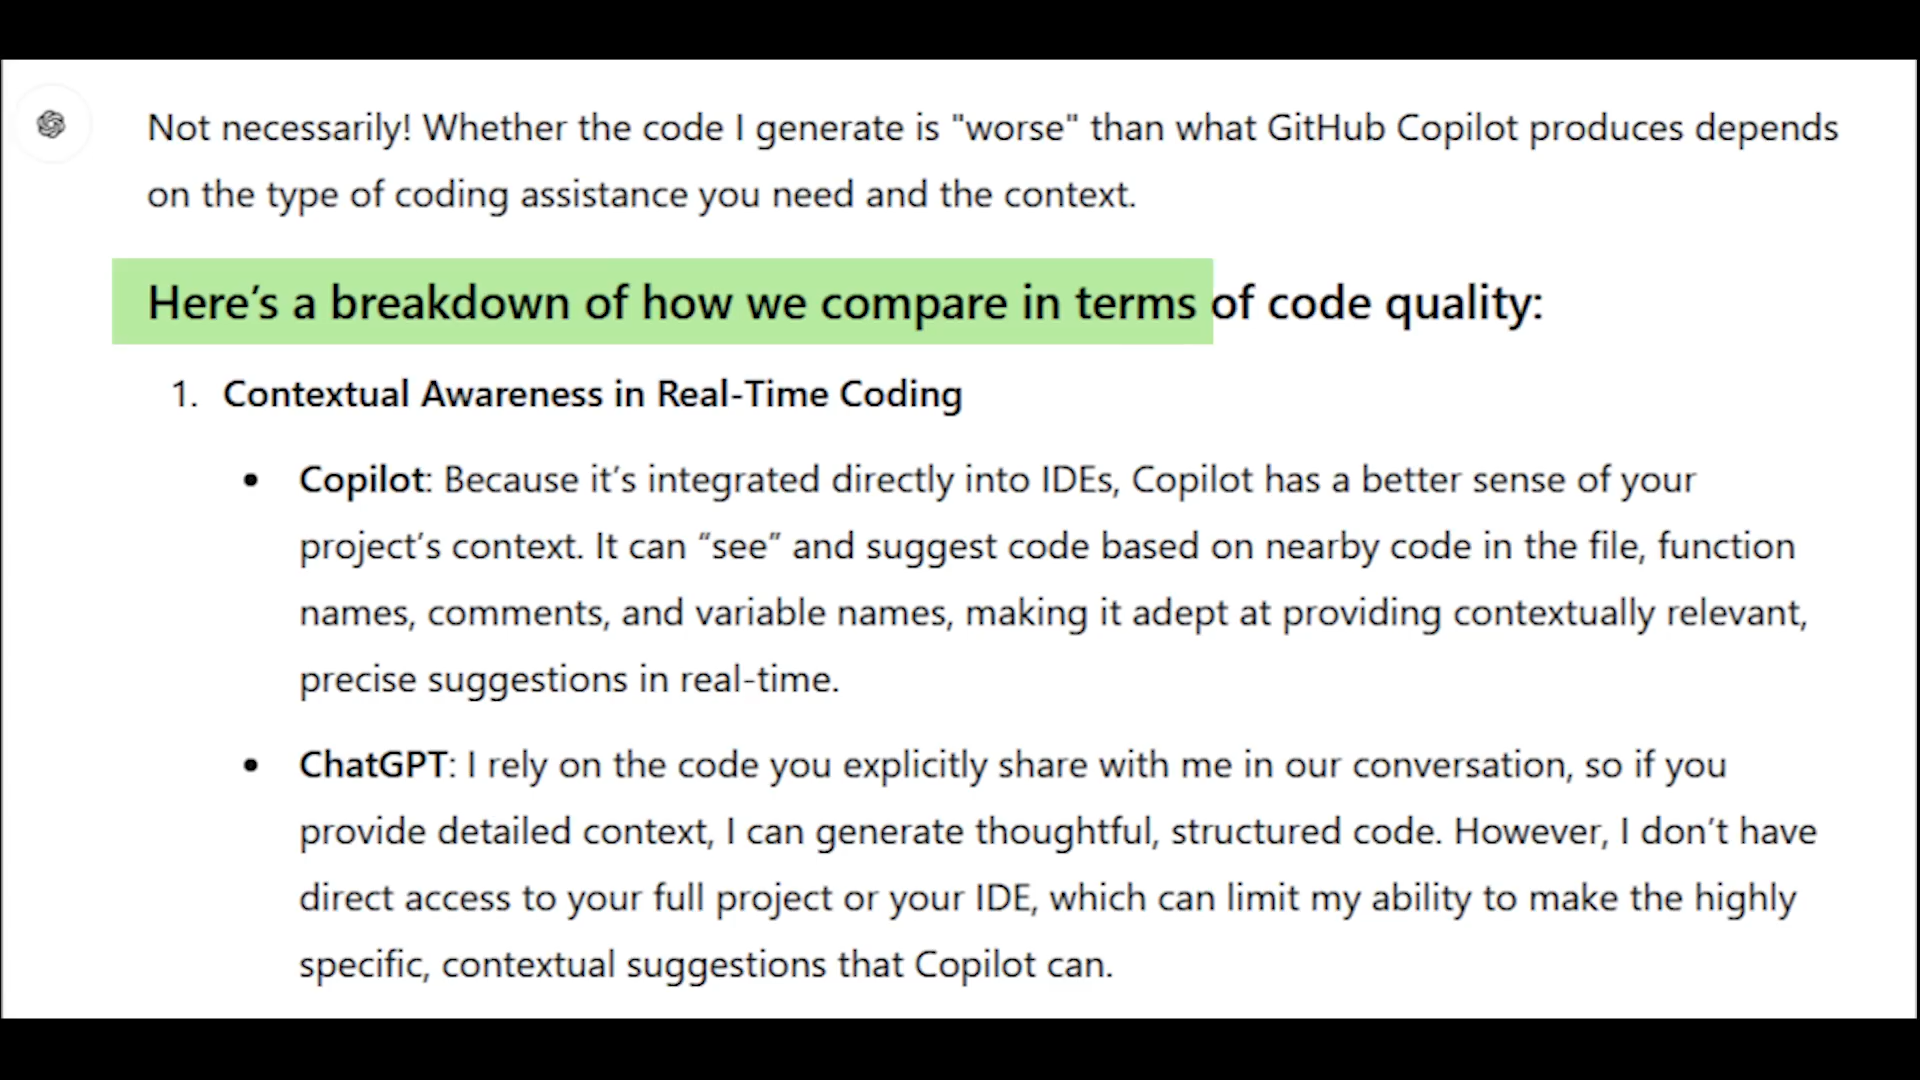 Not necessarily! Whether the code I generate is "worse" than what GitHub Copilot produces depends
on the type of coding assistance you need and the context.
Here’s a breakdown of how we compare in terms of code quality:
1. Contextual Awareness in Real-Time Coding
• Copilot: Because it’s integrated directly into IDEs, Copilot has a better sense of your
project’s context. It can “see” and suggest code based on nearby code in the file, function
names, comments, and variable names, making it adept at providing contextually relevant,
precise suggestions in real-time.
• ChatGPT: I rely on the code you explicitly share with me in our conversation, so if you
provide detailed context, I can generate thoughtful, structured code. However, I don’t have
direct access to your full project or your IDE, which can limit my ability to make the highly
specific, contextual suggestions that Copilot can.